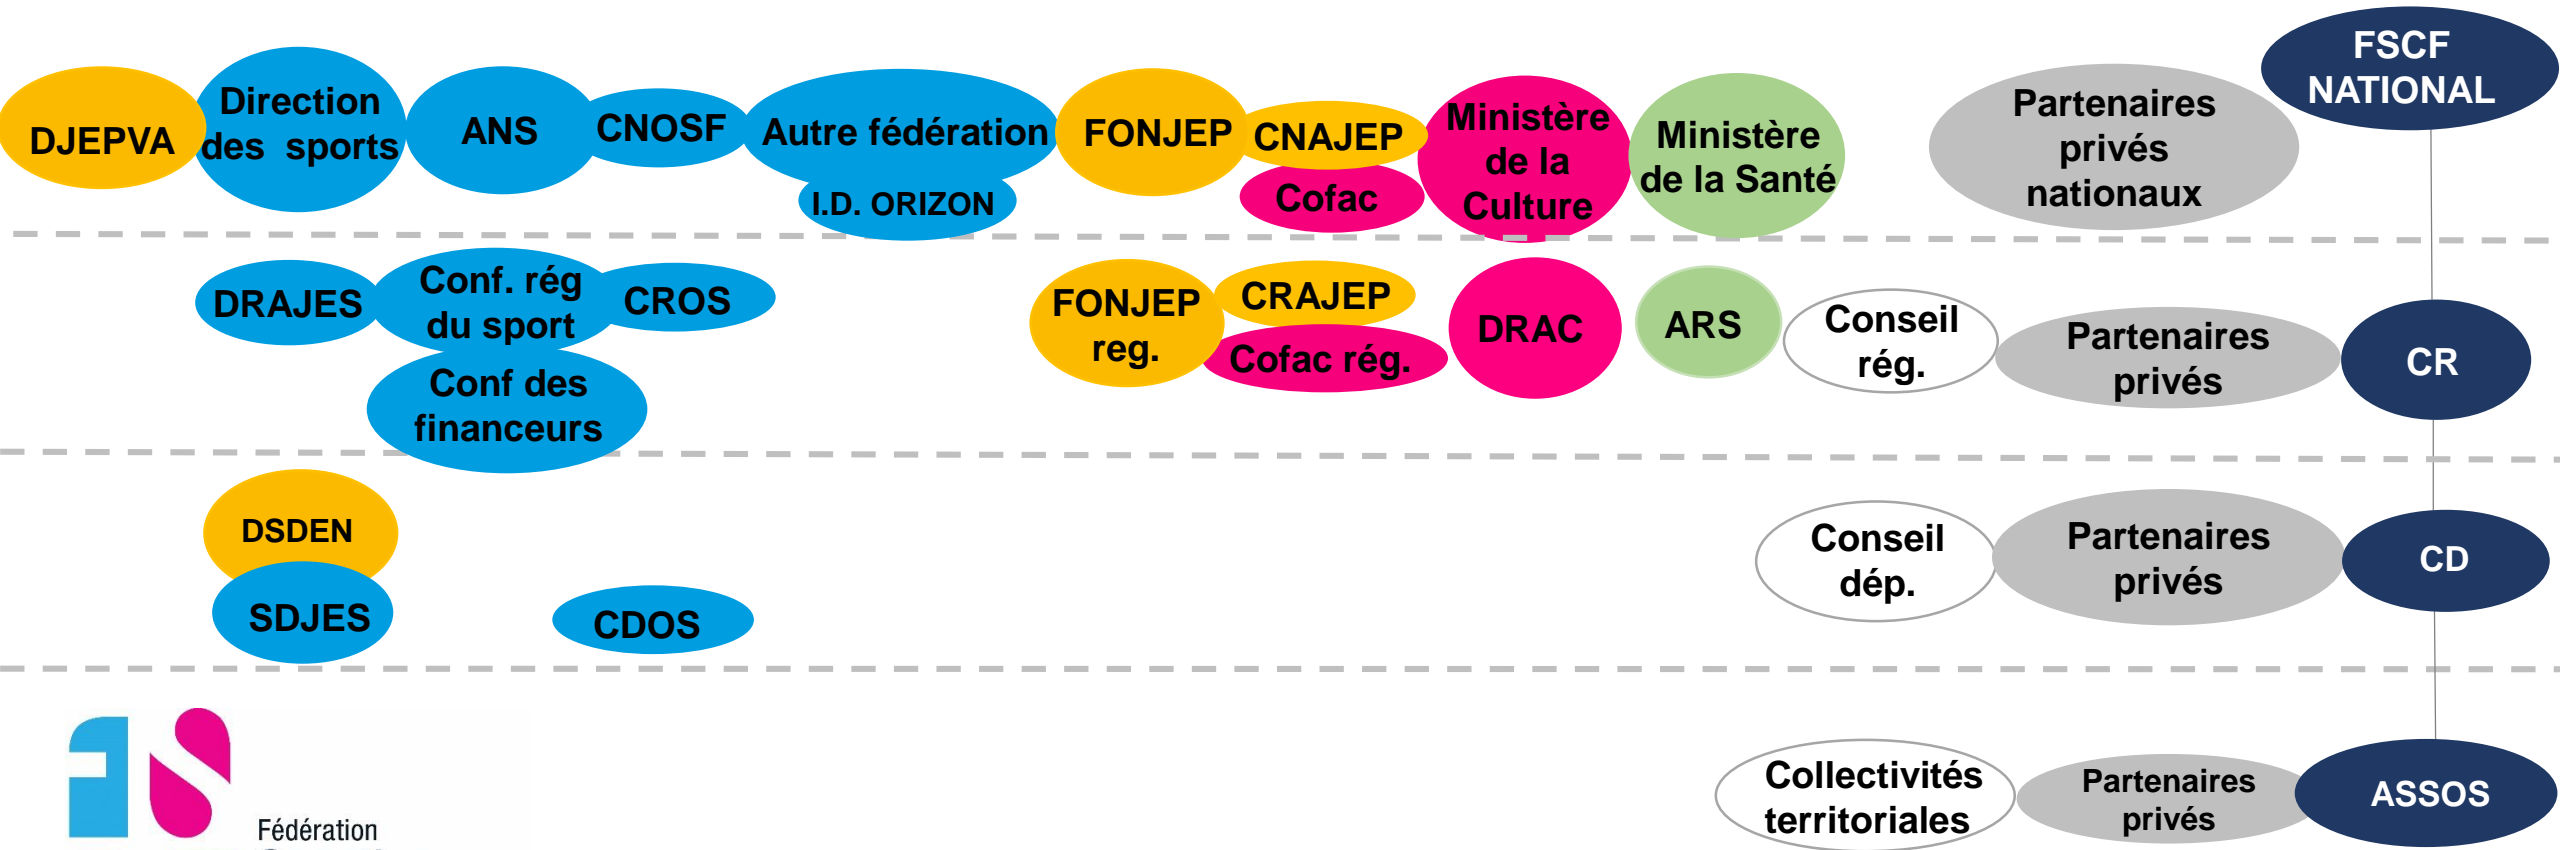 DJEPVA
Direction
des sports
ANS
CNOSF
Autre fédération
I.D. ORIZON
FONJEP
CNAJEP
Cofac
Ministère
de la
Culture
Ministère
de la Santé
Partenaires
privés
nationaux
FSCF
NATIONAL
DRAJES
Conf. rég
du sport
CROS
Conf des
financeurs
FONJEP
reg.
CRAJEP
Cofac rég.
DRAC
ARS
Conseil
rég.
Partenaires
privés
CR
DSDEN
SDJES
CDOS
Conseil
dép.
Partenaires
privés
CD
Fédération
Collectivités
territoriales
Partenaires
privés
ASSOS